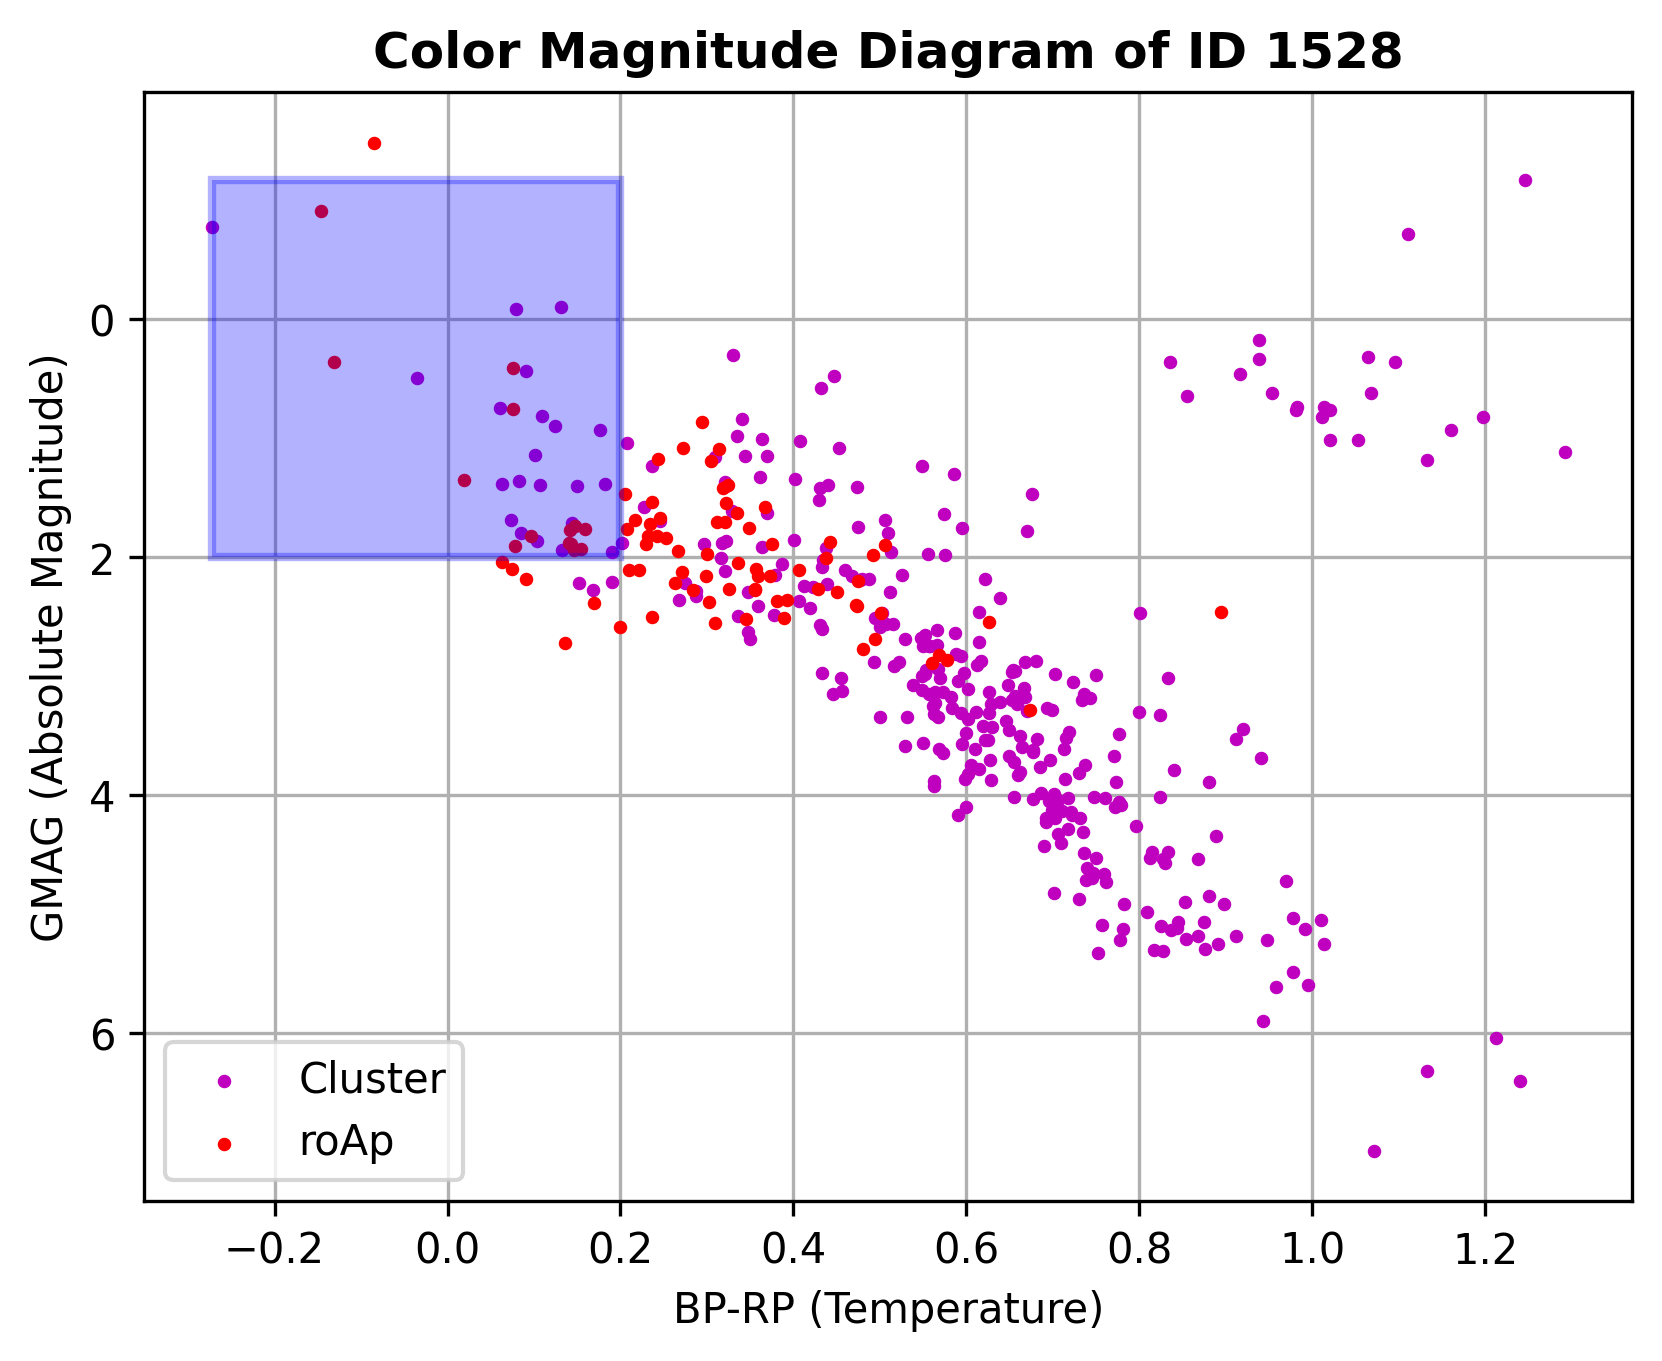 Color Magnitude Diagram of ID 1528
GMAG (Absolute Magnitude)
0
2
4
6
Cluster
roAp
−0.2 0.0 0.2 0.4 0.6 0.8 1.0 1.2
BP-RP (Temperature)